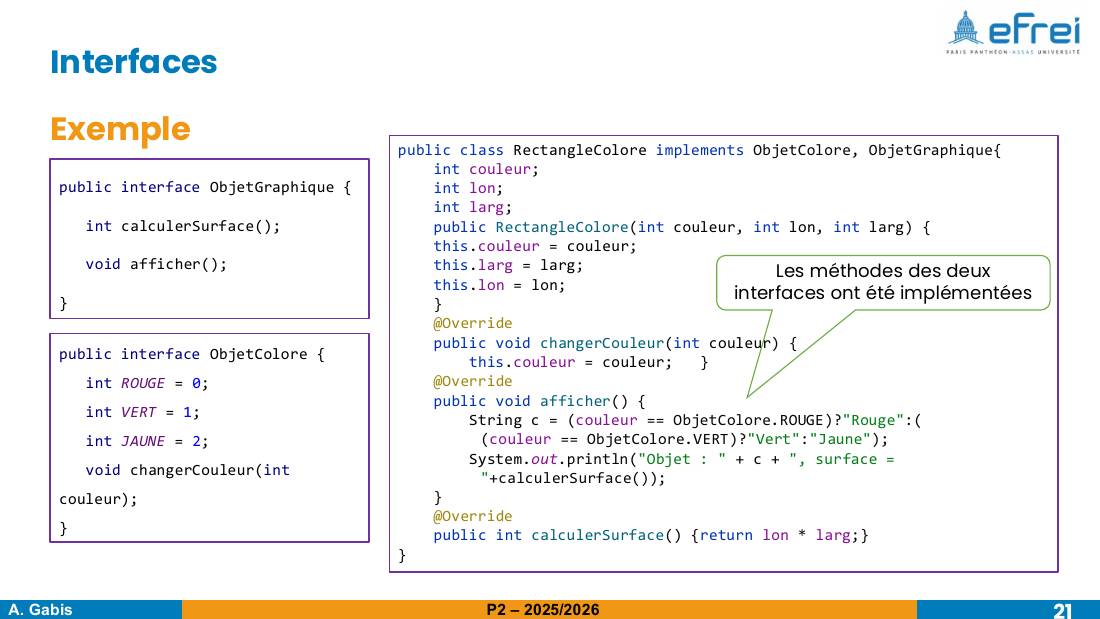 efrei
PARIS PANTHÉON-ASSAS UNIVERSITÉ
Interfaces
Exemple
public interface ObjetGraphique {
int calculerSurface();
void afficher();
}
public interface ObjetColore {
int ROUGE = 0;
int VERT = 1;
int JAUNE = 2;
void changerCouleur(int
couleur);
}
public class RectangleColore implements ObjetColore, ObjetGraphique{
int couleur;
int lon;
int larg;
public RectangleColore(int couleur, int lon, int larg) {
this.couleur = couleur;
this.larg = larg;
this.lon = lon;
}
@Override
public void changerCouleur(int couleur) {
this.couleur = couleur;   }
@Override
public void afficher() {
String c = (couleur == ObjetColore.ROUGE)?"Rouge":(
(couleur == ObjetColore.VERT)?"Vert":"Jaune");
System.out.println("Objet : " + c + ", surface =
"+calculerSurface());
}
@Override
public int calculerSurface() {return lon * larg;}
}
Les méthodes des deux
interfaces ont été implémentées
A. Gabis
P2 – 2025/2026
21